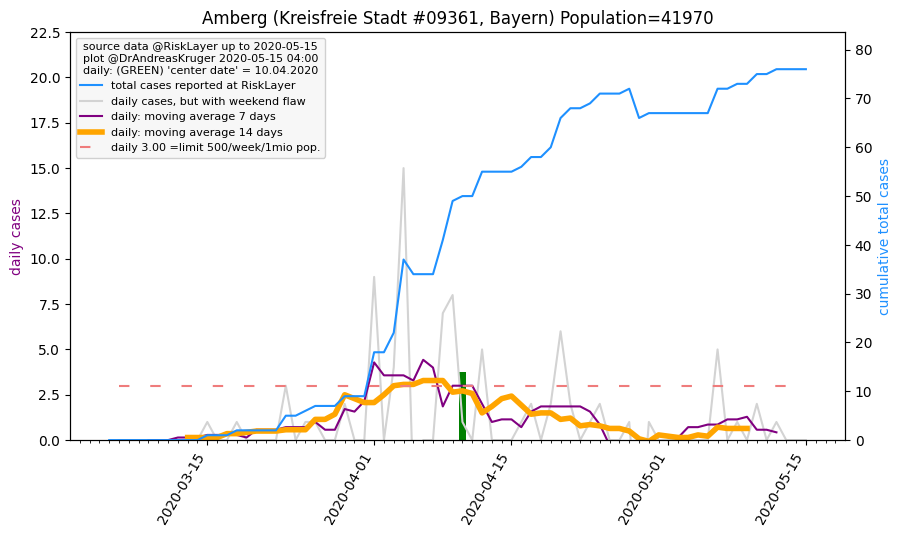 Amberg (Kreisfreie Stadt #09361, Bayern) Population=41970
source data @RiskLayer up to 2020-05-15
plot @DrAndreasKruger 2020-05-15 04:00
daily: (GREEN) 'center date' = 10.04.2020
total cases reported at RiskLayer
daily cases, but with weekend flaw
daily: moving average 7 days
daily: moving average 14 days
daily 3.00 =limit 500/week/1mio pop.
daily cases
22.5
20.0
17.5
15.0
12.5
10.0
7.5
5.0
2.5
0.0
cumulative total cases
80
70
60
50
40
30
20
10
0
2020-03-15
2020-04-01
2020-04-15
2020-05-01
2020-05-15